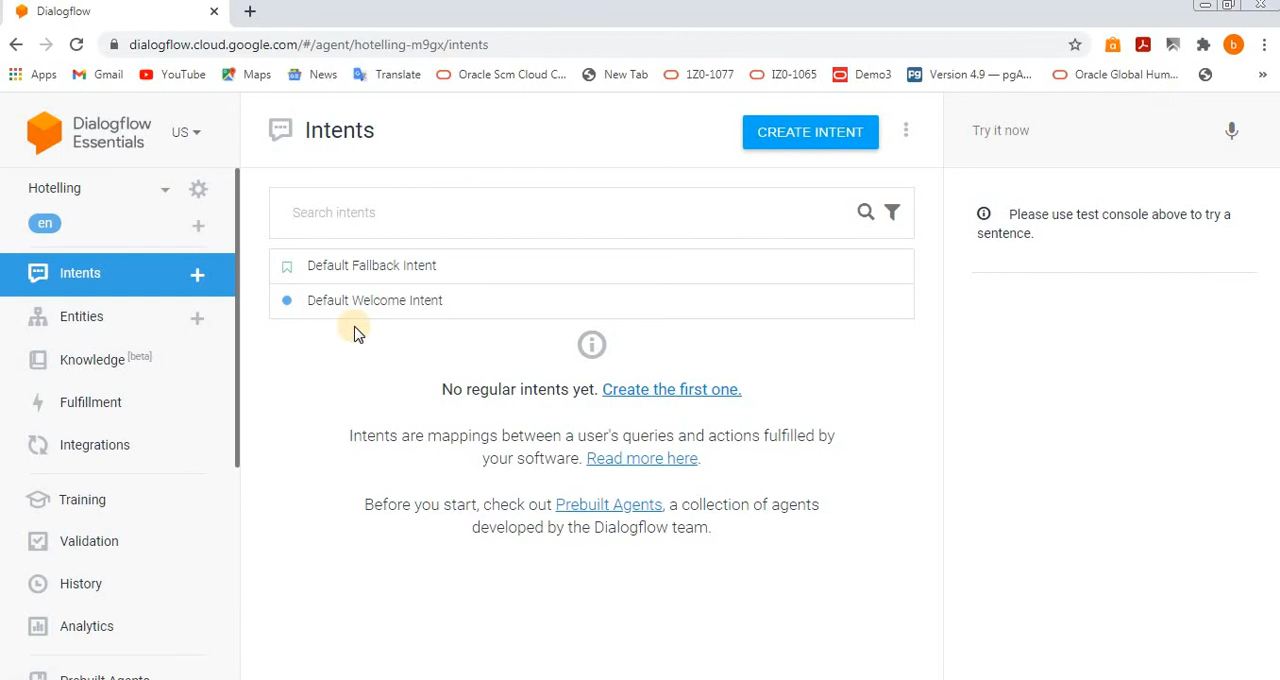 Dialogflow
dialogflow.cloud.google.com/#/agent/hotelling-m9gx/intents
b
Apps Gmail YouTube Maps News Translate Oracle Scm Cloud C... New Tab 1Z0-1077 IZ0-1065 Demo3 Pg Version 4.9 — pgA... Oracle Global Hum... »
Dialogflow
Essentials
US
Intents
CREATE INTENT
Try it now
Hotelling
en
Search intents
Please use test console above to try a
sentence.
Intents
Default Fallback Intent
Default Welcome Intent
Entities
Knowledge [beta]
Fulfillment
Integrations
No regular intents yet. Create the first one.
Intents are mappings between a user's queries and actions fulfilled by
your software. Read more here.
Before you start, check out Prebuilt Agents, a collection of agents
developed by the Dialogflow team.
Training
Validation
History
Analytics
Prebuilt Agents